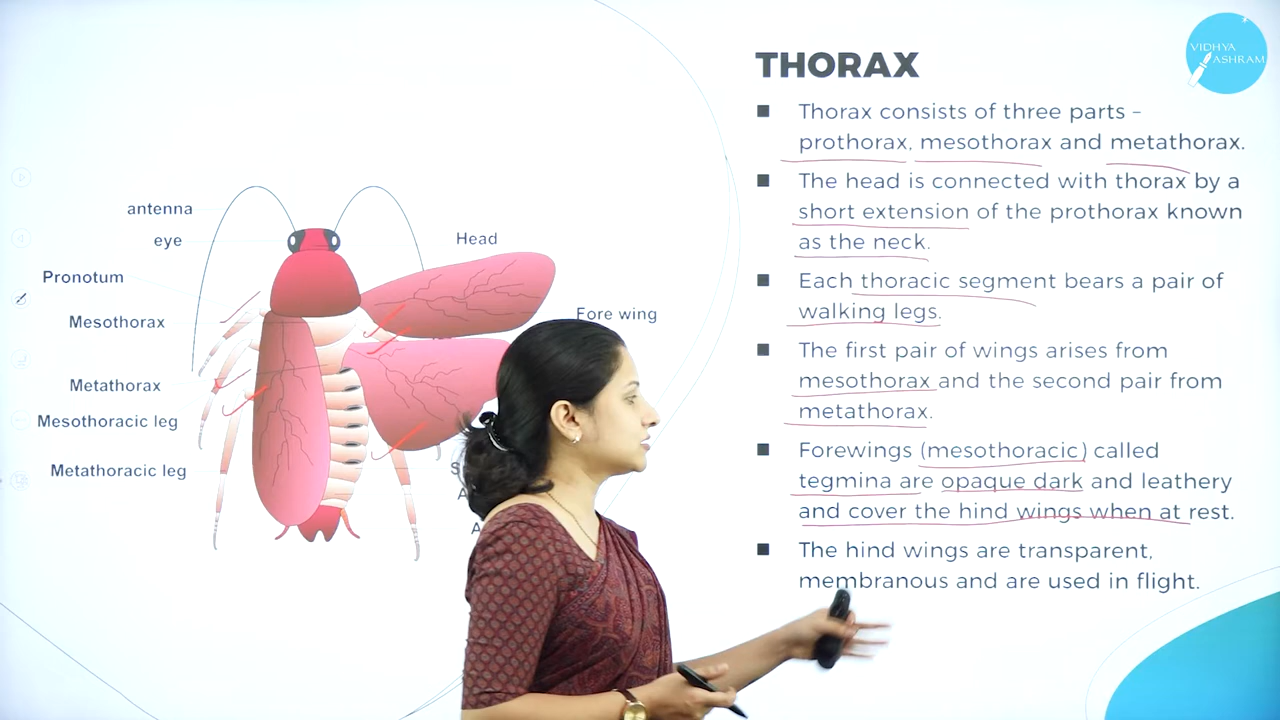 VIDHYA
ASHRAM
THORAX
Thorax consists of three parts –
prothorax, mesothorax and metathorax.
The head is connected with thorax by a
short extension of the prothorax known
as the neck.
Each thoracic segment bears a pair of
walking legs.
The first pair of wings arises from
mesothorax and the second pair from
metathorax.
Forewings (mesothoracic) called
tegmina are opaque dark and leathery
and cover the hind wings when at rest.
The hind wings are transparent,
membranous and are used in flight.
antenna
eye
Head
Pronotum
Fore wing
Mesothorax
Metathorax
Mesothoracic leg
Metathoracic leg